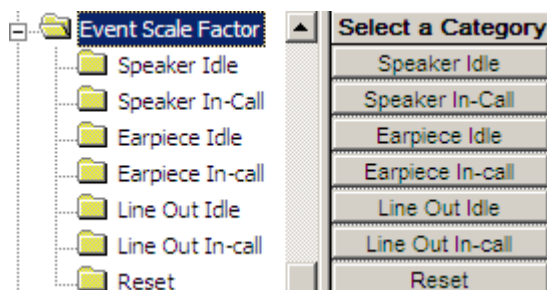 Event Scale Factor
Speaker Idle
Speaker In-Call
Earpiece Idle
Earpiece In-call
Line Out Idle
Line Out In-call
Reset
Select a Category
Speaker Idle
Speaker In-Call
Earpiece Idle
Earpiece In-call
Line Out Idle
Line Out In-call
Reset